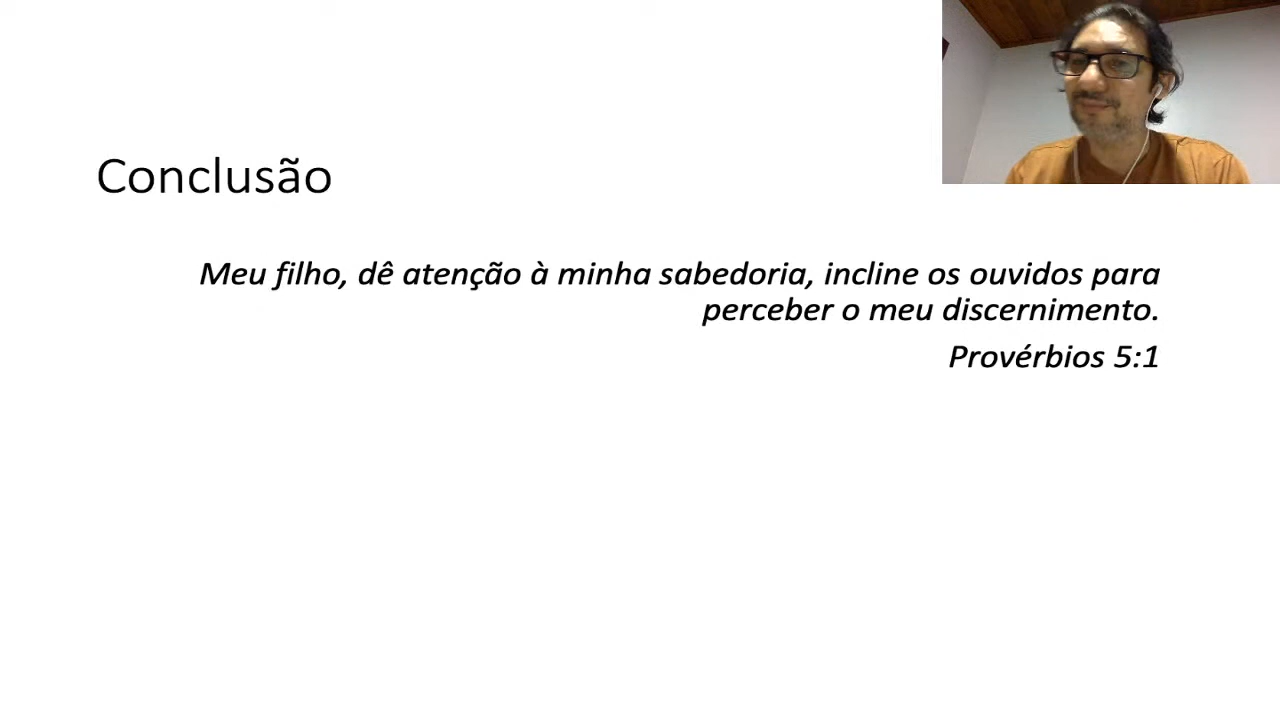 Conclusão
Meu filho, dê atenção à minha sabedoria, incline os ouvidos para
perceber o meu discernimento.
Provérbios 5:1